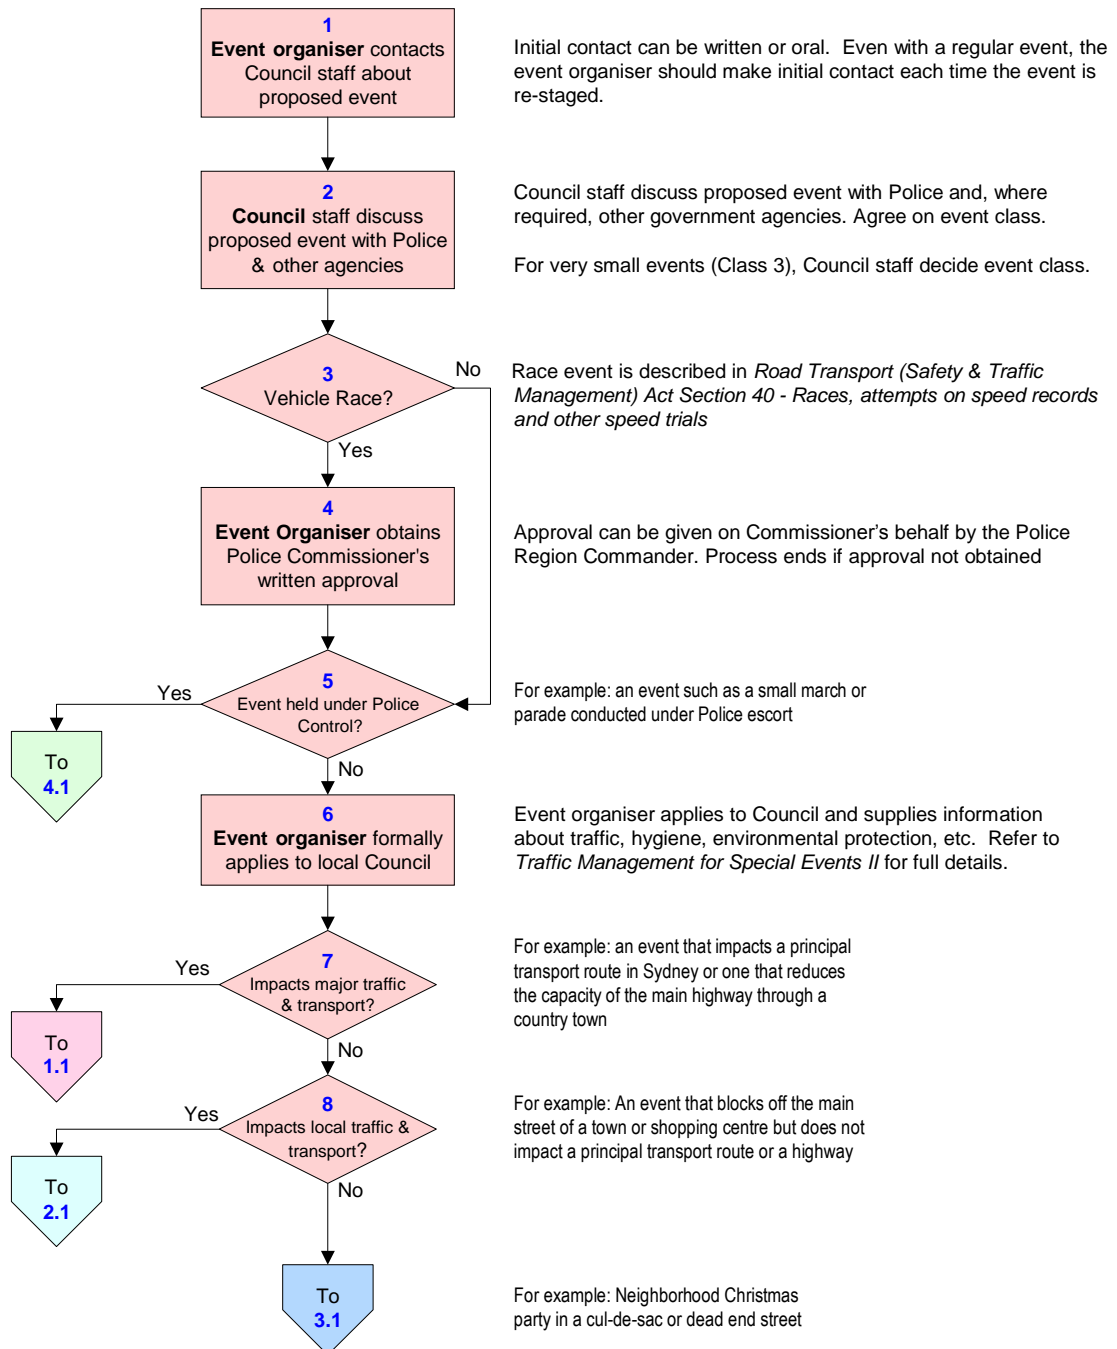 1
Event organiser contacts
Council staff about
proposed event
Initial contact can be written or oral.  Even with a regular event, the
event organiser should make initial contact each time the event is
re-staged.
2
Council staff discuss
proposed event with Police
& other agencies
Council staff discuss proposed event with Police and, where
required, other government agencies. Agree on event class.
For very small events (Class 3), Council staff decide event class.
3
Vehicle Race?
No
Yes
Race event is described in Road Transport (Safety & Traffic
Management) Act Section 40 - Races, attempts on speed records
and other speed trials
4
Event Organiser obtains
Police Commissioner's
written approval
Approval can be given on Commissioner's behalf by the Police
Region Commander. Process ends if approval not obtained
5
Event held under Police
Control?
Yes
No
For example: an event such as a small march or
parade conducted under Police escort
To
4.1
6
Event organiser formally
applies to local Council
Event organiser applies to Council and supplies information
about traffic, hygiene, environmental protection, etc.  Refer to
Traffic Management for Special Events II for full details.
7
Impacts major traffic
& transport?
Yes
No
For example: an event that impacts a principal
transport route in Sydney or one that reduces
the capacity of the main highway through a
country town
To
1.1
8
Impacts local traffic &
transport?
Yes
No
For example: An event that blocks off the main
street of a town or shopping centre but does not
impact a principal transport route or a highway
To
2.1
To
3.1
For example: Neighborhood Christmas
party in a cul-de-sac or dead end street